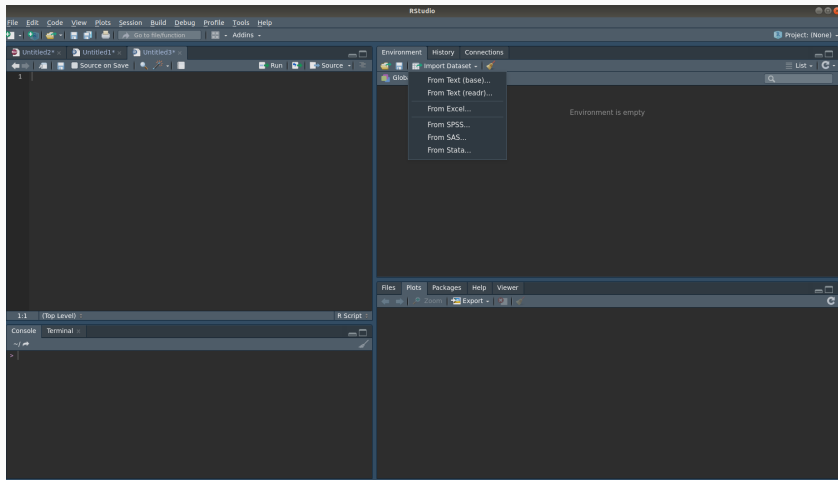 RStudio
File Edit Code View Plots Session Build Debug Profile Tools Help
Go to file/function Addins Project: (None)
Untitled2* Untitled1* Untitled3*
Source on Save Run Source
1
1:1 (Top Level) R Script
Console Terminal
~/
>
Environment History Connections
Import Dataset List
Environment is empty
From Text (base)...
From Text (readr)...
From Excel...
From SPSS...
From SAS...
From Stata...
Files Plots Packages Help Viewer
Zoom Export